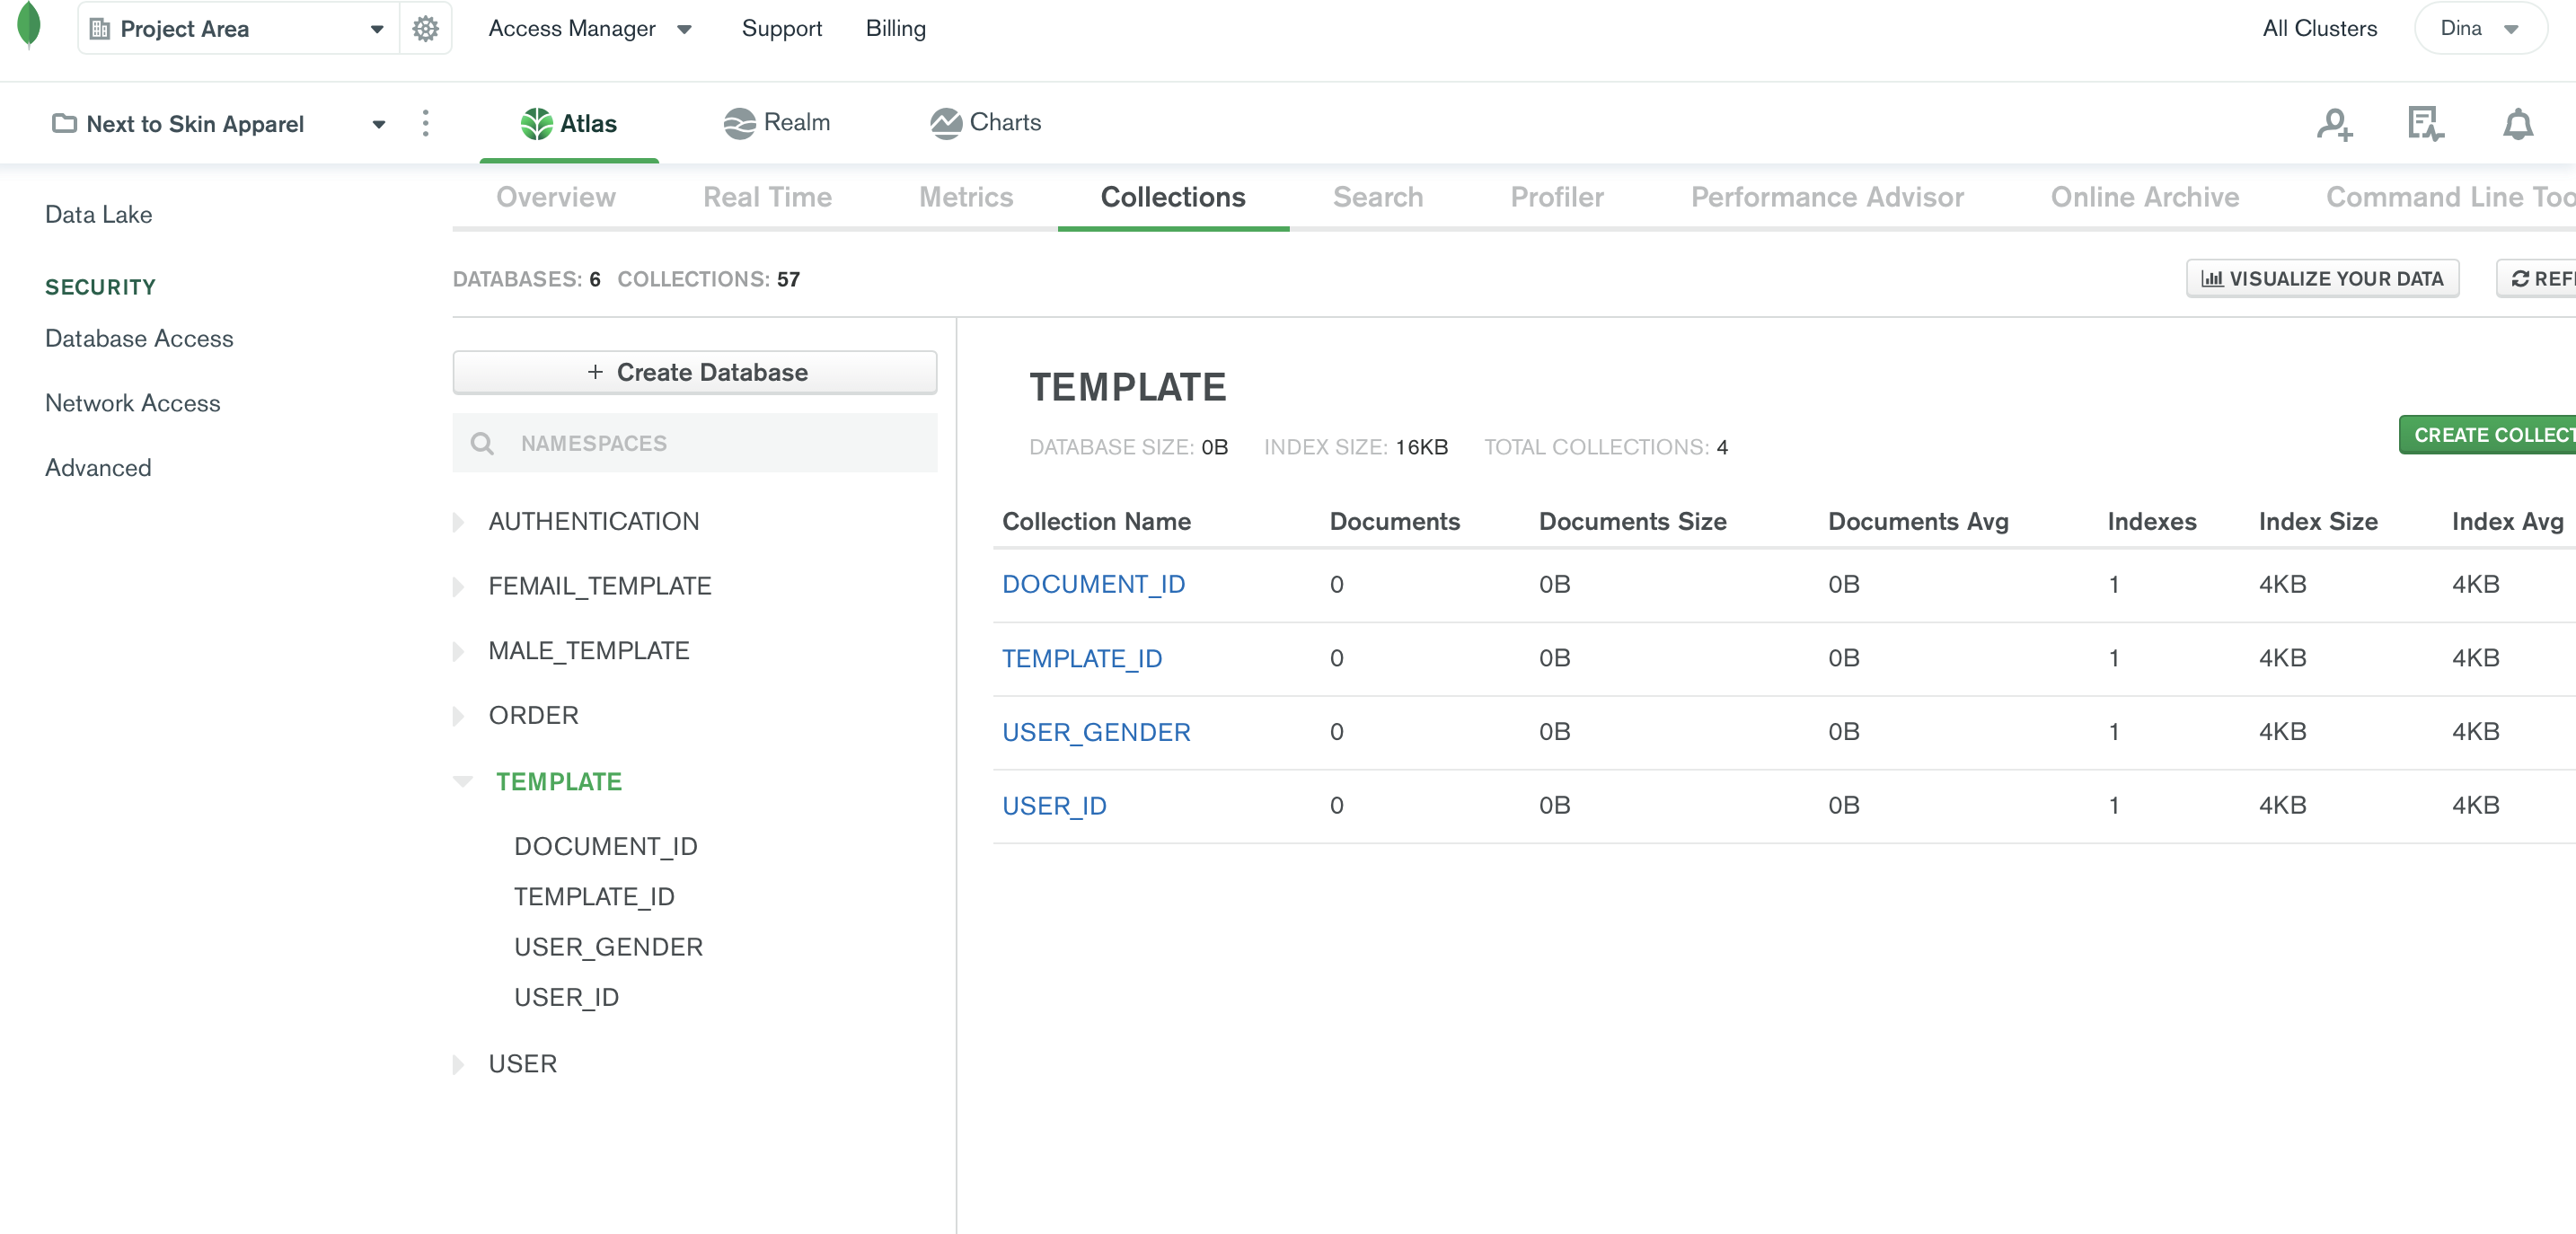 Project Area Access Manager Support Billing All Clusters Dina
Next to Skin Apparel Atlas Realm Charts
Data Lake
SECURITY
Database Access
Network Access
Advanced
Overview Real Time Metrics Collections Search Profiler Performance Advisor Online Archive Command Line Too
DATABASES: 6 COLLECTIONS: 57 VISUALIZE YOUR DATA REF
+ Create Database
NAMESPACES
AUTHENTICATION
FEMAIL_TEMPLATE
MALE_TEMPLATE
ORDER
TEMPLATE
DOCUMENT_ID
TEMPLATE_ID
USER_GENDER
USER_ID
USER
TEMPLATE
DATABASE SIZE: 0B INDEX SIZE: 16KB TOTAL COLLECTIONS: 4
CREATE COLLECT
Collection Name Documents Documents Size Documents Avg Indexes Index Size Index Avg
DOCUMENT_ID 0 0B 0B 1 4KB 4KB
TEMPLATE_ID 0 0B 0B 1 4KB 4KB
USER_GENDER 0 0B 0B 1 4KB 4KB
USER_ID 0 0B 0B 1 4KB 4KB